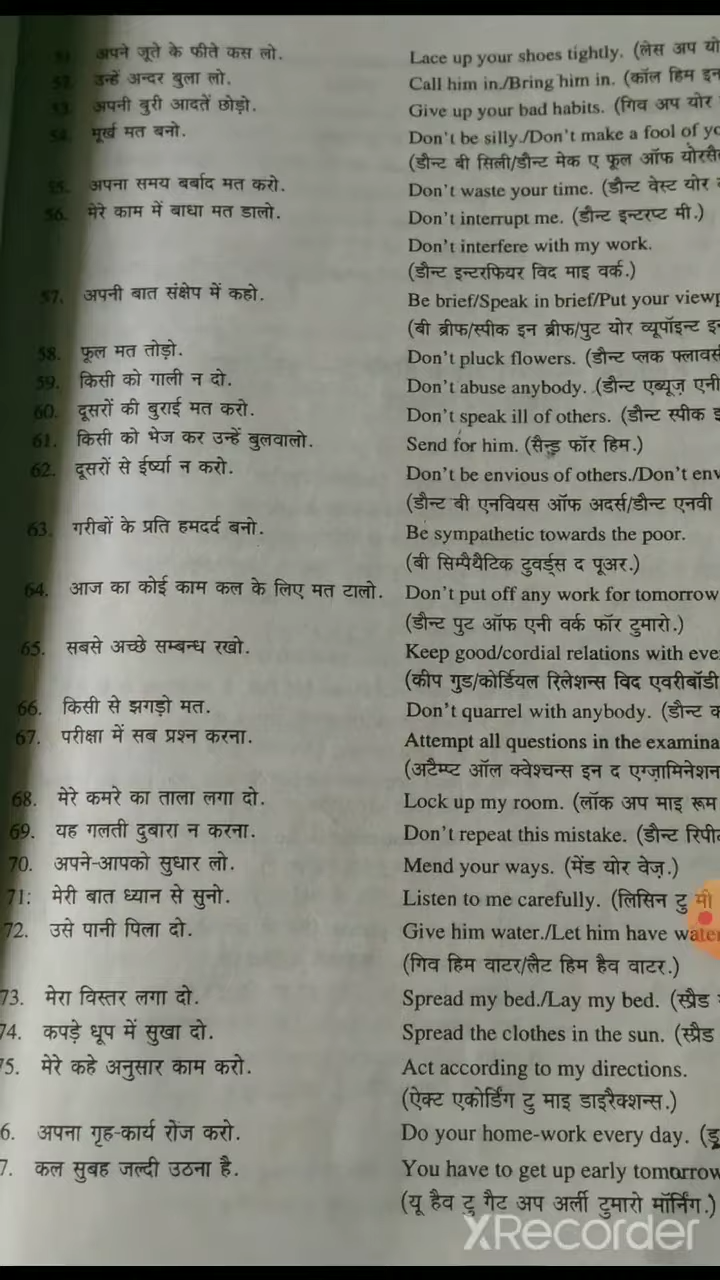 51. अपने जूते के फीते कस लो. Lace up your shoes tightly. (लेस अप यो
52. उन्हें अन्दर बुला लो. Call him in./Bring him in. (कॉल हिम इन
53. अपनी बुरी आदतें छोड़ो. Give up your bad habits. (गिव अप योर
54. मूर्ख मत बनो. Don't be silly./Don't make a fool of yo
(डौन्ट बी सिली/डौन्ट मेक ए फूल ऑफ योरसै
55. अपना समय बर्बाद मत करो. Don't waste your time. (डौन्ट वेस्ट योर
56. मेरे काम में बाधा मत डालो. Don't interrupt me. (डौन्ट इन्टरप्ट मी.)
Don't interfere with my work.
(डौन्ट इन्टरफियर विद माइ वर्क.)
57. अपनी बात संक्षेप में कहो. Be brief/Speak in brief/Put your viewp
(बी ब्रीफ/स्पीक इन ब्रीफ/पुट योर व्यूपॉइन्ट इन
58. फूल मत तोड़ो. Don't pluck flowers. (डौन्ट प्लक फ्लावर्स
59. किसी को गाली न दो. Don't abuse anybody. (डौन्ट एब्यूज़ एनी
60. दूसरों की बुराई मत करो. Don't speak ill of others. (डौन्ट स्पीक इ
61. किसी को भेज कर उन्हें बुलवालो. Send for him. (सैन्ड फॉर हिम.)
62. दूसरों से ईर्ष्या न करो. Don't be envious of others./Don't env
(डौन्ट बी एनवियस ऑफ अदर्स/डौन्ट एनवी
63. गरीबों के प्रति हमदर्द बनो. Be sympathetic towards the poor.
(बी सिम्पैथैटिक टुवर्ड्स द पूअर.)
64. आज का कोई काम कल के लिए मत टालो. Don't put off any work for tomorrow
(डौन्ट पुट ऑफ एनी वर्क फॉर टुमारो.)
65. सबसे अच्छे सम्बन्ध रखो. Keep good/cordial relations with eve
(कीप गुड/कोर्डियल रिलेशन्स विद एवरीबॉडी
66. किसी से झगड़ो मत. Don't quarrel with anybody. (डौन्ट क
67. परीक्षा में सब प्रश्न करना. Attempt all questions in the examina
(अटैम्प्ट ऑल क्वेश्चन्स इन द एग्ज़ामिनेशन
68. मेरे कमरे का ताला लगा दो. Lock up my room. (लॉक अप माइ रूम
69. यह गलती दुबारा न करना. Don't repeat this mistake. (डौन्ट रिपीट
70. अपने-आपको सुधार लो. Mend your ways. (मेंड योर वेज़.)
71: मेरी बात ध्यान से सुनो. Listen to me carefully. (लिसिन टु मी
72. उसे पानी पिला दो. Give him water./Let him have water
(गिव हिम वाटर/लैट हिम हैव वाटर.)
73. मेरा विस्तर लगा दो. Spread my bed./Lay my bed. (स्प्रैड
74. कपड़े धूप में सुखा दो. Spread the clothes in the sun. (स्प्रैड
75. मेरे कहे अनुसार काम करो. Act according to my directions.
(ऐक्ट एकोर्डिंग टु माइ डाइरैक्शन्स.)
6. अपना गृह-कार्य रोज करो. Do your home-work every day. (डू
7. कल सुबह जल्दी उठना है. You have to get up early tomorrow
(यू हैव टु गैट अप अर्ली टुमारो मॉर्निंग.)
XRecorder